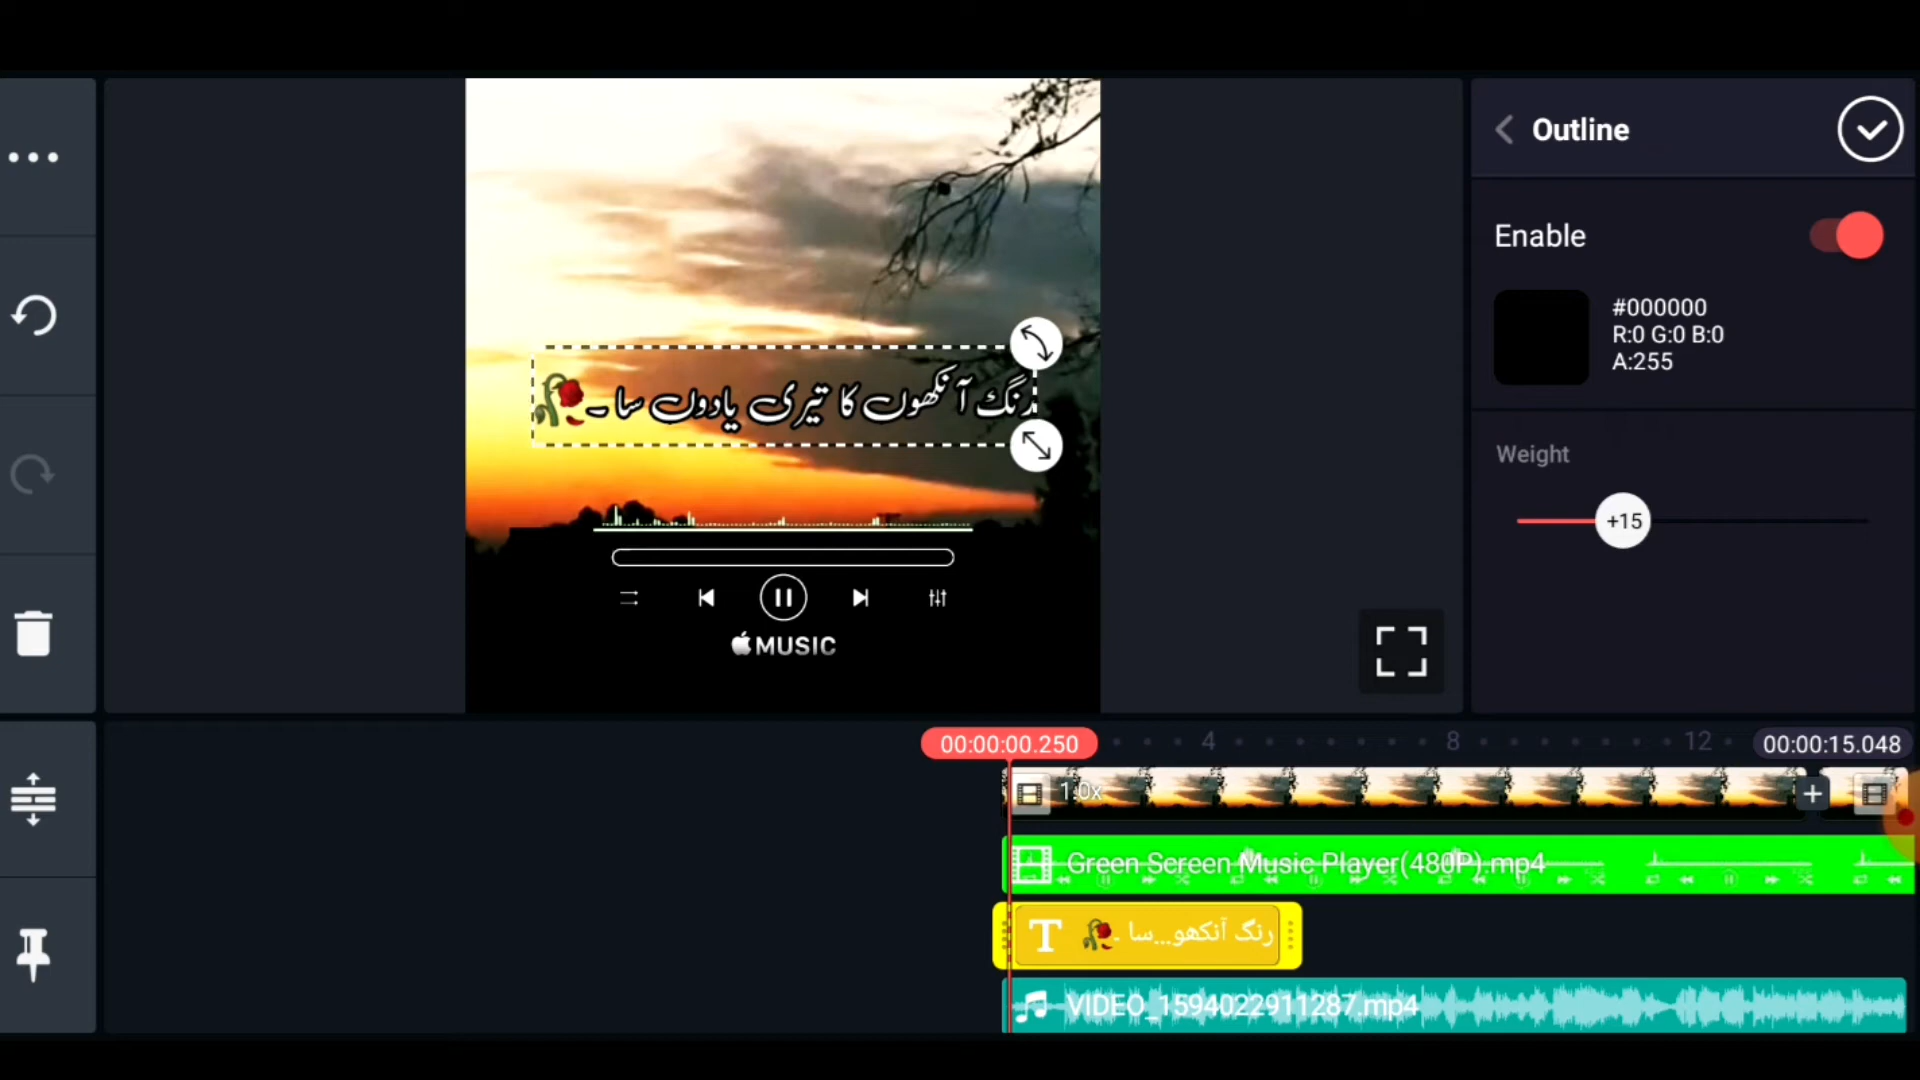 Outline
Enable
#000000
R:0 G:0 B:0
A:255
Weight
+15
رنگ آنکھوں کا تیری یادوں سا ۔🥀
MUSIC
00:00:00.250
4
8
12
00:00:15.048
1.0x
Green Screen Music Player(480P).mp4
T رنگ آنکھو...سا ۔🥀
VIDEO_1594022911287.mp4